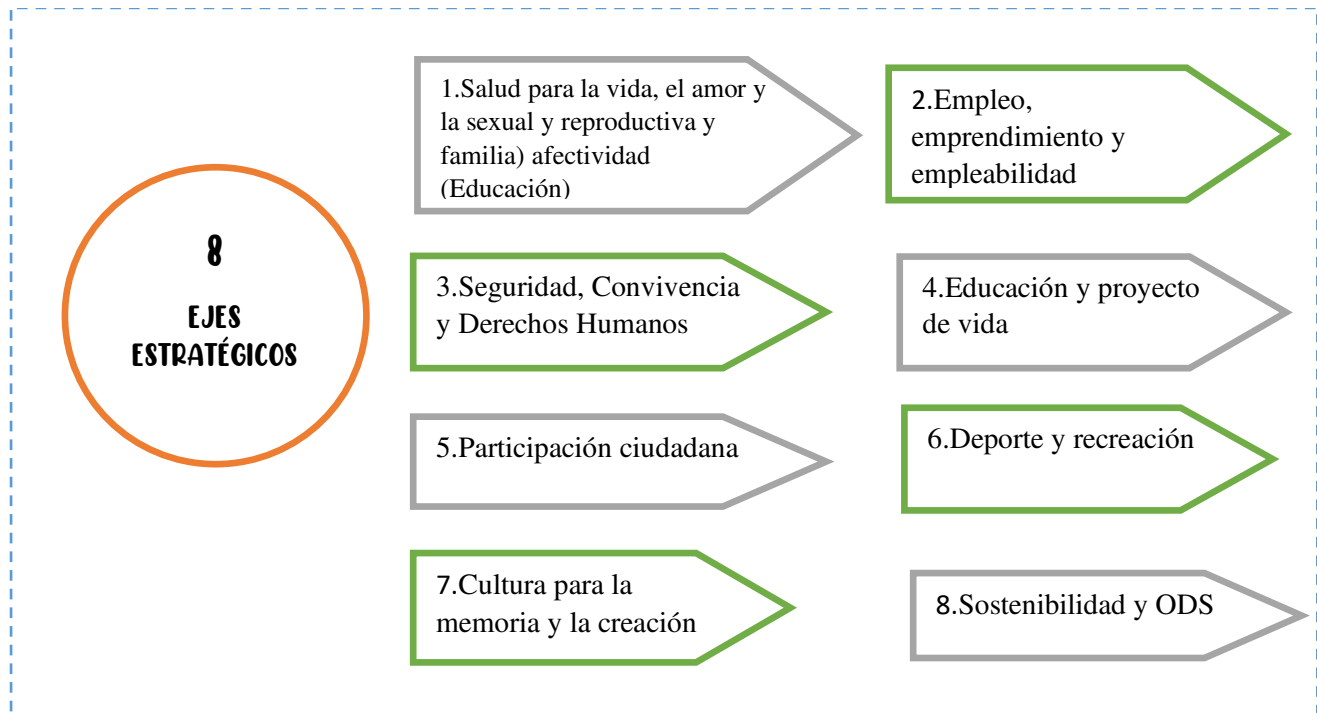 8
EJES
ESTRATÉGICOS
1.Salud para la vida, el amor y
la sexual y reproductiva y
familia) afectividad
(Educación)
2.Empleo,
emprendimiento y
empleabilidad
3.Seguridad, Convivencia
y Derechos Humanos
4.Educación y proyecto
de vida
5.Participación ciudadana
6.Deporte y recreación
7.Cultura para la
memoria y la creación
8.Sostenibilidad y ODS